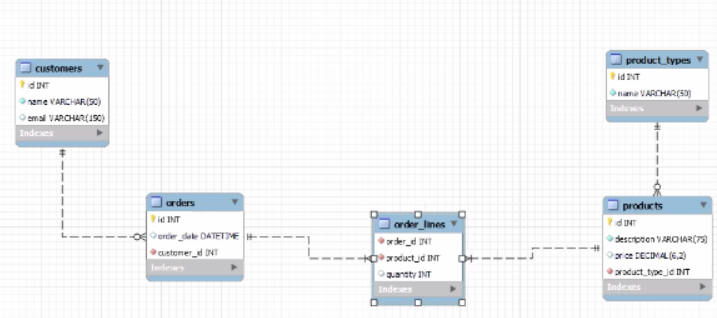 customers
id INT
name VARCHAR(50)
email VARCHAR(150)
Indexes
product_types
id INT
name VARCHAR(50)
Indexes
orders
id INT
order_date DATETIME
customer_id INT
Indexes
order_lines
order_id INT
product_id INT
quantity INT
Indexes
products
id INT
description VARCHAR(75)
price DECIMAL(6,2)
product_type_id INT
Indexes